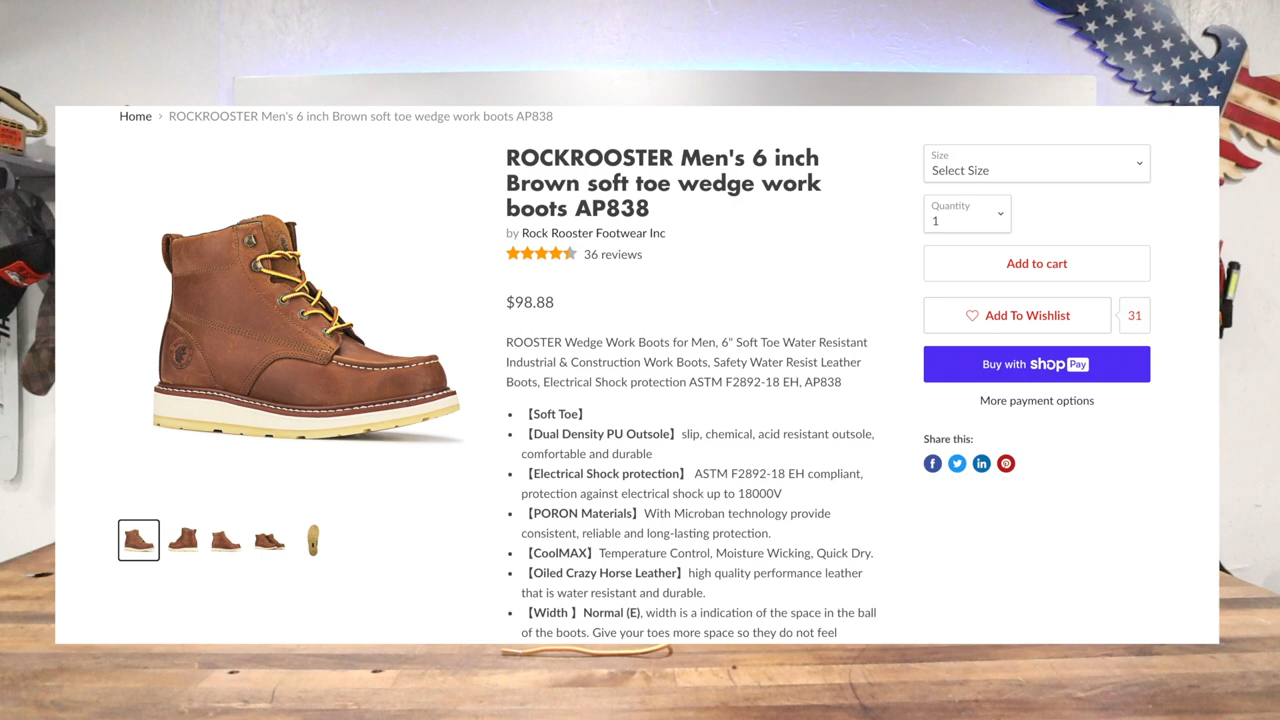 Home > ROCKROOSTER Men's 6 inch Brown soft toe wedge work boots AP838
ROCKROOSTER Men's 6 inch
Brown soft toe wedge work
boots AP838
by Rock Rooster Footwear Inc
36 reviews
$98.88
ROOSTER Wedge Work Boots for Men, 6" Soft Toe Water Resistant
Industrial & Construction Work Boots, Safety Water Resist Leather
Boots, Electrical Shock protection ASTM F2892-18 EH, AP838
• 【Soft Toe】
• 【Dual Density PU Outsole】slip, chemical, acid resistant outsole,
comfortable and durable
• 【Electrical Shock protection】 ASTM F2892-18 EH compliant,
protection against electrical shock up to 18000V
• 【PORON Materials】With Microban technology provide
consistent, reliable and long-lasting protection.
• 【CoolMAX】Temperature Control, Moisture Wicking, Quick Dry.
• 【Oiled Crazy Horse Leather】high quality performance leather
that is water resistant and durable.
• 【Width 】Normal (E), width is a indication of the space in the ball
of the boots. Give your toes more space so they do not feel
Size
Select Size
Quantity
1
Add to cart
Add To Wishlist
31
Buy with shop Pay
More payment options
Share this: